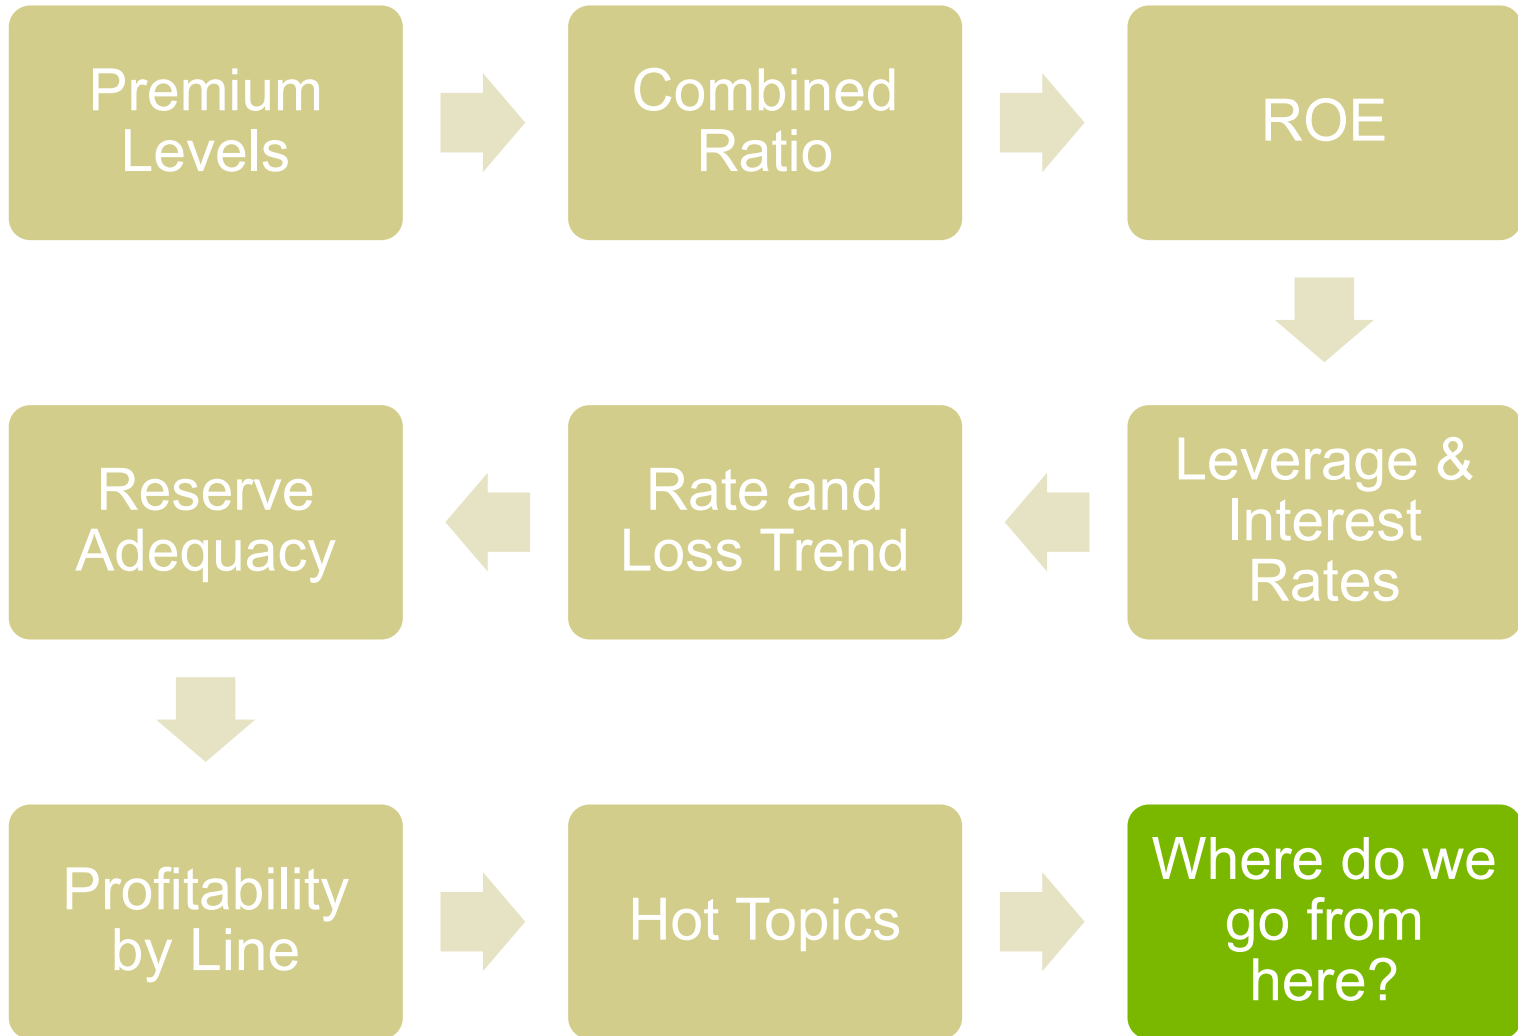 Premium
Levels
Combined
Ratio
ROE
Leverage &
Interest
Rates
Rate and
Loss Trend
Reserve
Adequacy
Profitability
by Line
Hot Topics
Where do we
go from
here?